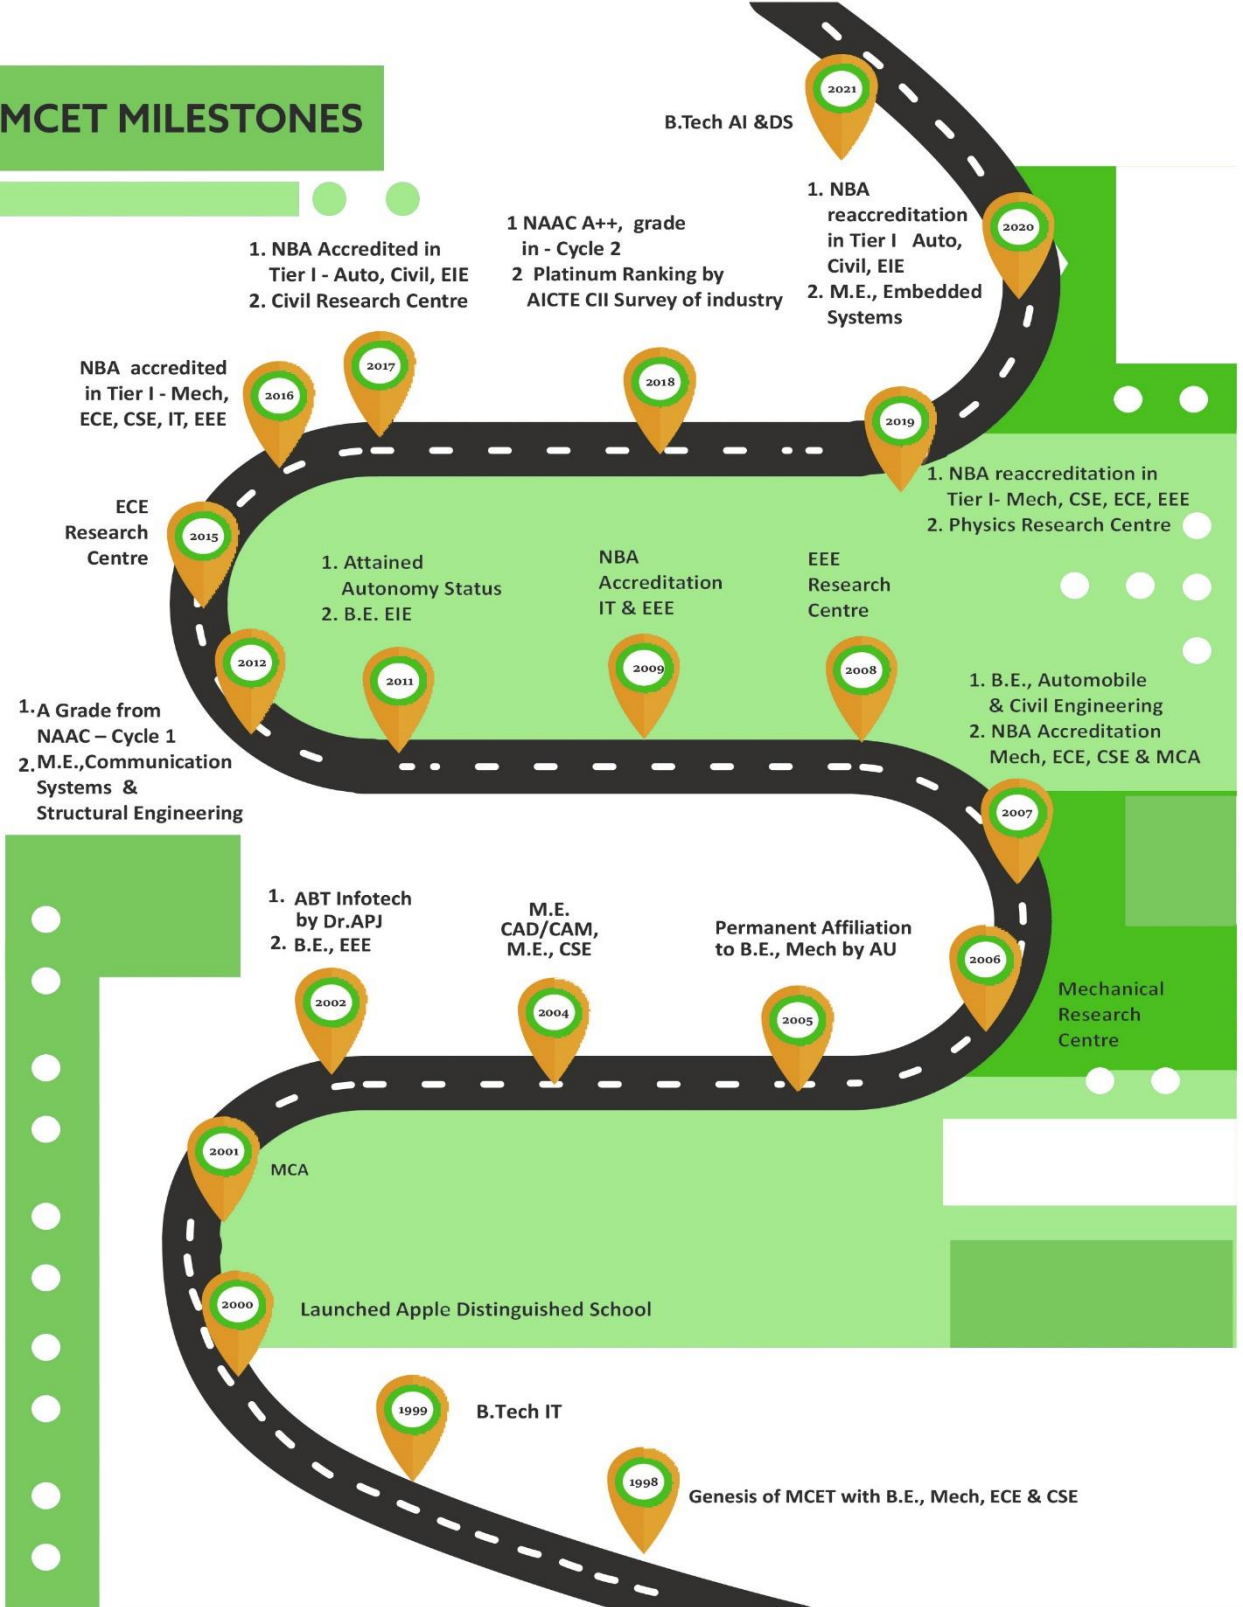 MCET MILESTONES
2021
B.Tech AI &DS
2020
1. NBA
reaccreditation
in Tier I Auto,
Civil, EIE
2. M.E., Embedded
Systems
1 NAAC A++, grade
in - Cycle 2
2 Platinum Ranking by
AICTE CII Survey of industry
1. NBA Accredited in
Tier I - Auto, Civil, EIE
2. Civil Research Centre
NBA accredited
in Tier I - Mech,
ECE, CSE, IT, EEE
2016
2017
2018
2019
1. NBA reaccreditation in
Tier I- Mech, CSE, ECE, EEE
2. Physics Research Centre
ECE
Research
Centre
2015
1. Attained
Autonomy Status
2. B.E. EIE
NBA
Accreditation
IT & EEE
EEE
Research
Centre
2012
2011
2009
2008
1. A Grade from
NAAC – Cycle 1
2. M.E.,Communication
Systems &
Structural Engineering
1. B.E., Automobile
& Civil Engineering
2. NBA Accreditation
Mech, ECE, CSE & MCA
2007
1. ABT Infotech
by Dr.APJ
2. B.E., EEE
M.E.
CAD/CAM,
M.E., CSE
Permanent Affiliation
to B.E., Mech by AU
2006
Mechanical
Research
Centre
2002
2004
2005
2001
MCA
2000
Launched Apple Distinguished School
1999
B.Tech IT
1998
Genesis of MCET with B.E., Mech, ECE & CSE